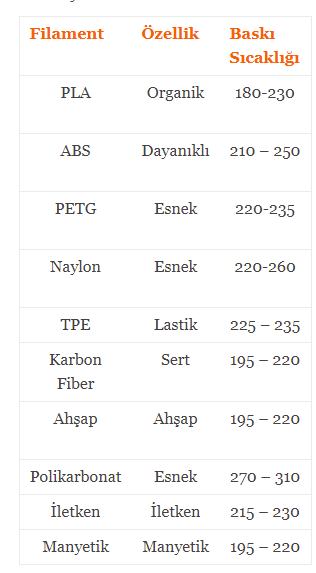 Filament Özellik Baskı
Sıcaklığı
PLA Organik 180-230
ABS Dayanıklı 210 – 250
PETG Esnek 220-235
Naylon Esnek 220-260
TPE Lastik 225 – 235
Karbon Sert 195 – 220
Fiber
Ahşap Ahşap 195 – 220
Polikarbonat Esnek 270 – 310
İletken İletken 215 – 230
Manyetik Manyetik 195 – 220